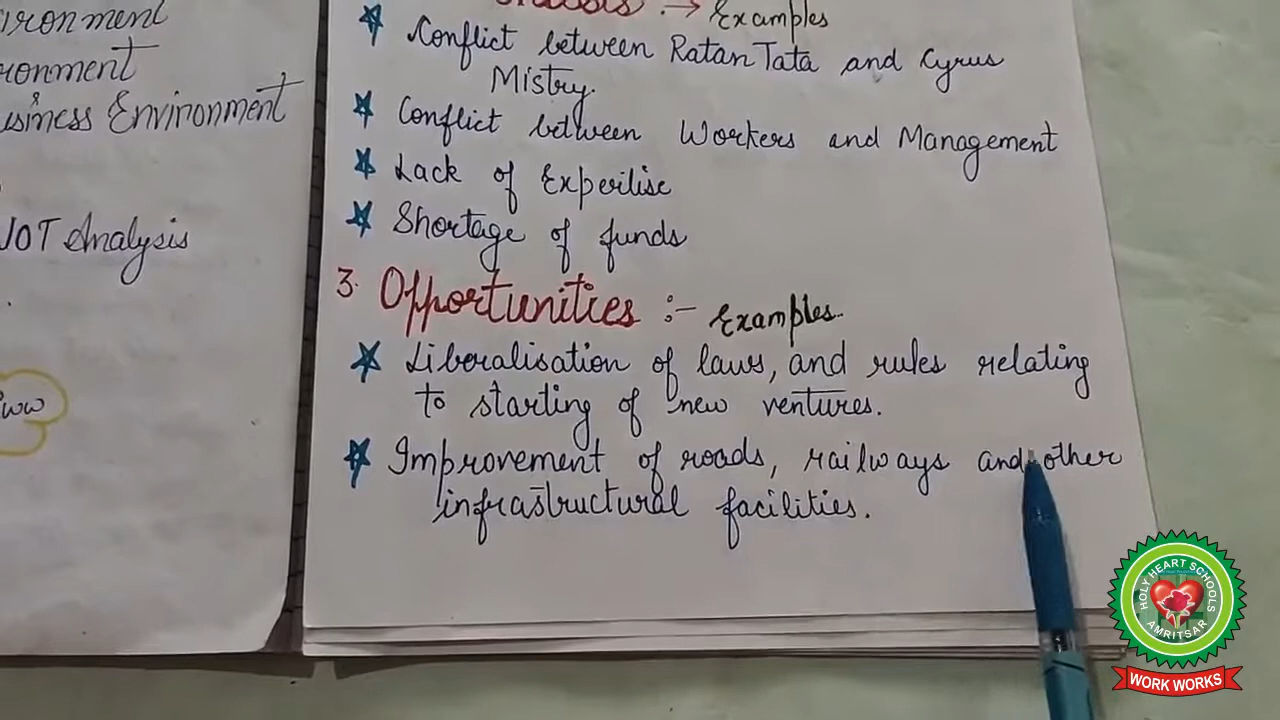 ironment
ronment
usiness Environment
WOT Analysis
Examples
Conflict between Ratan Tata and Cyrus
Mistry.
Conflict between Workers and Management
Lack of Expertise
Shortage of funds
3. Opportunities :- Examples.
Liberalisation of laws, and rules relating
to starting of new ventures.
Improvement of roads, railways and other
infrastructural facilities.
HOLY HEART SCHOOLS
AMRITSAR
WORK WORKS